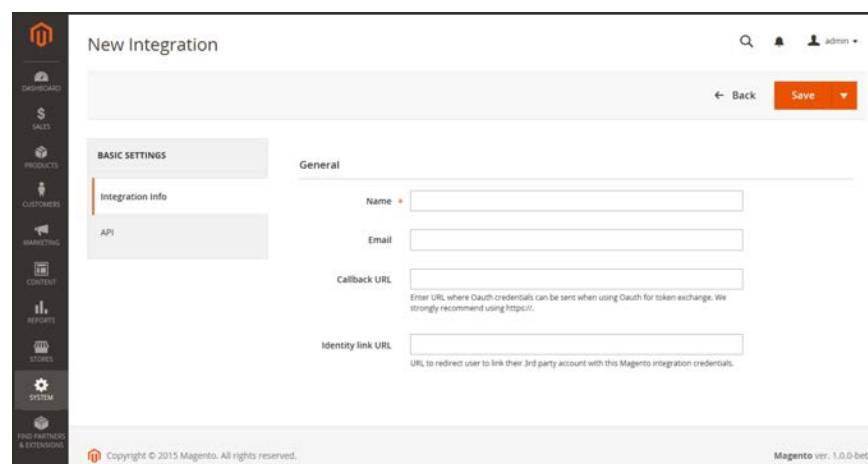 New Integration
admin
← Back
Save
DASHBOARD
$
SALES
PRODUCTS
CUSTOMERS
MARKETING
CONTENT
REPORTS
STORES
SYSTEM
FIND PARTNERS
& EXTENSIONS
BASIC SETTINGS
Integration Info
API
General
Name *
Email
Callback URL
Enter URL where Oauth credentials can be sent when using Oauth for token exchange. We
strongly recommend using https://.
Identity link URL
URL to redirect user to link their 3rd party account with this Magento integration credentials.
Copyright © 2015 Magento. All rights reserved.
Magento ver. 1.0.0-bet